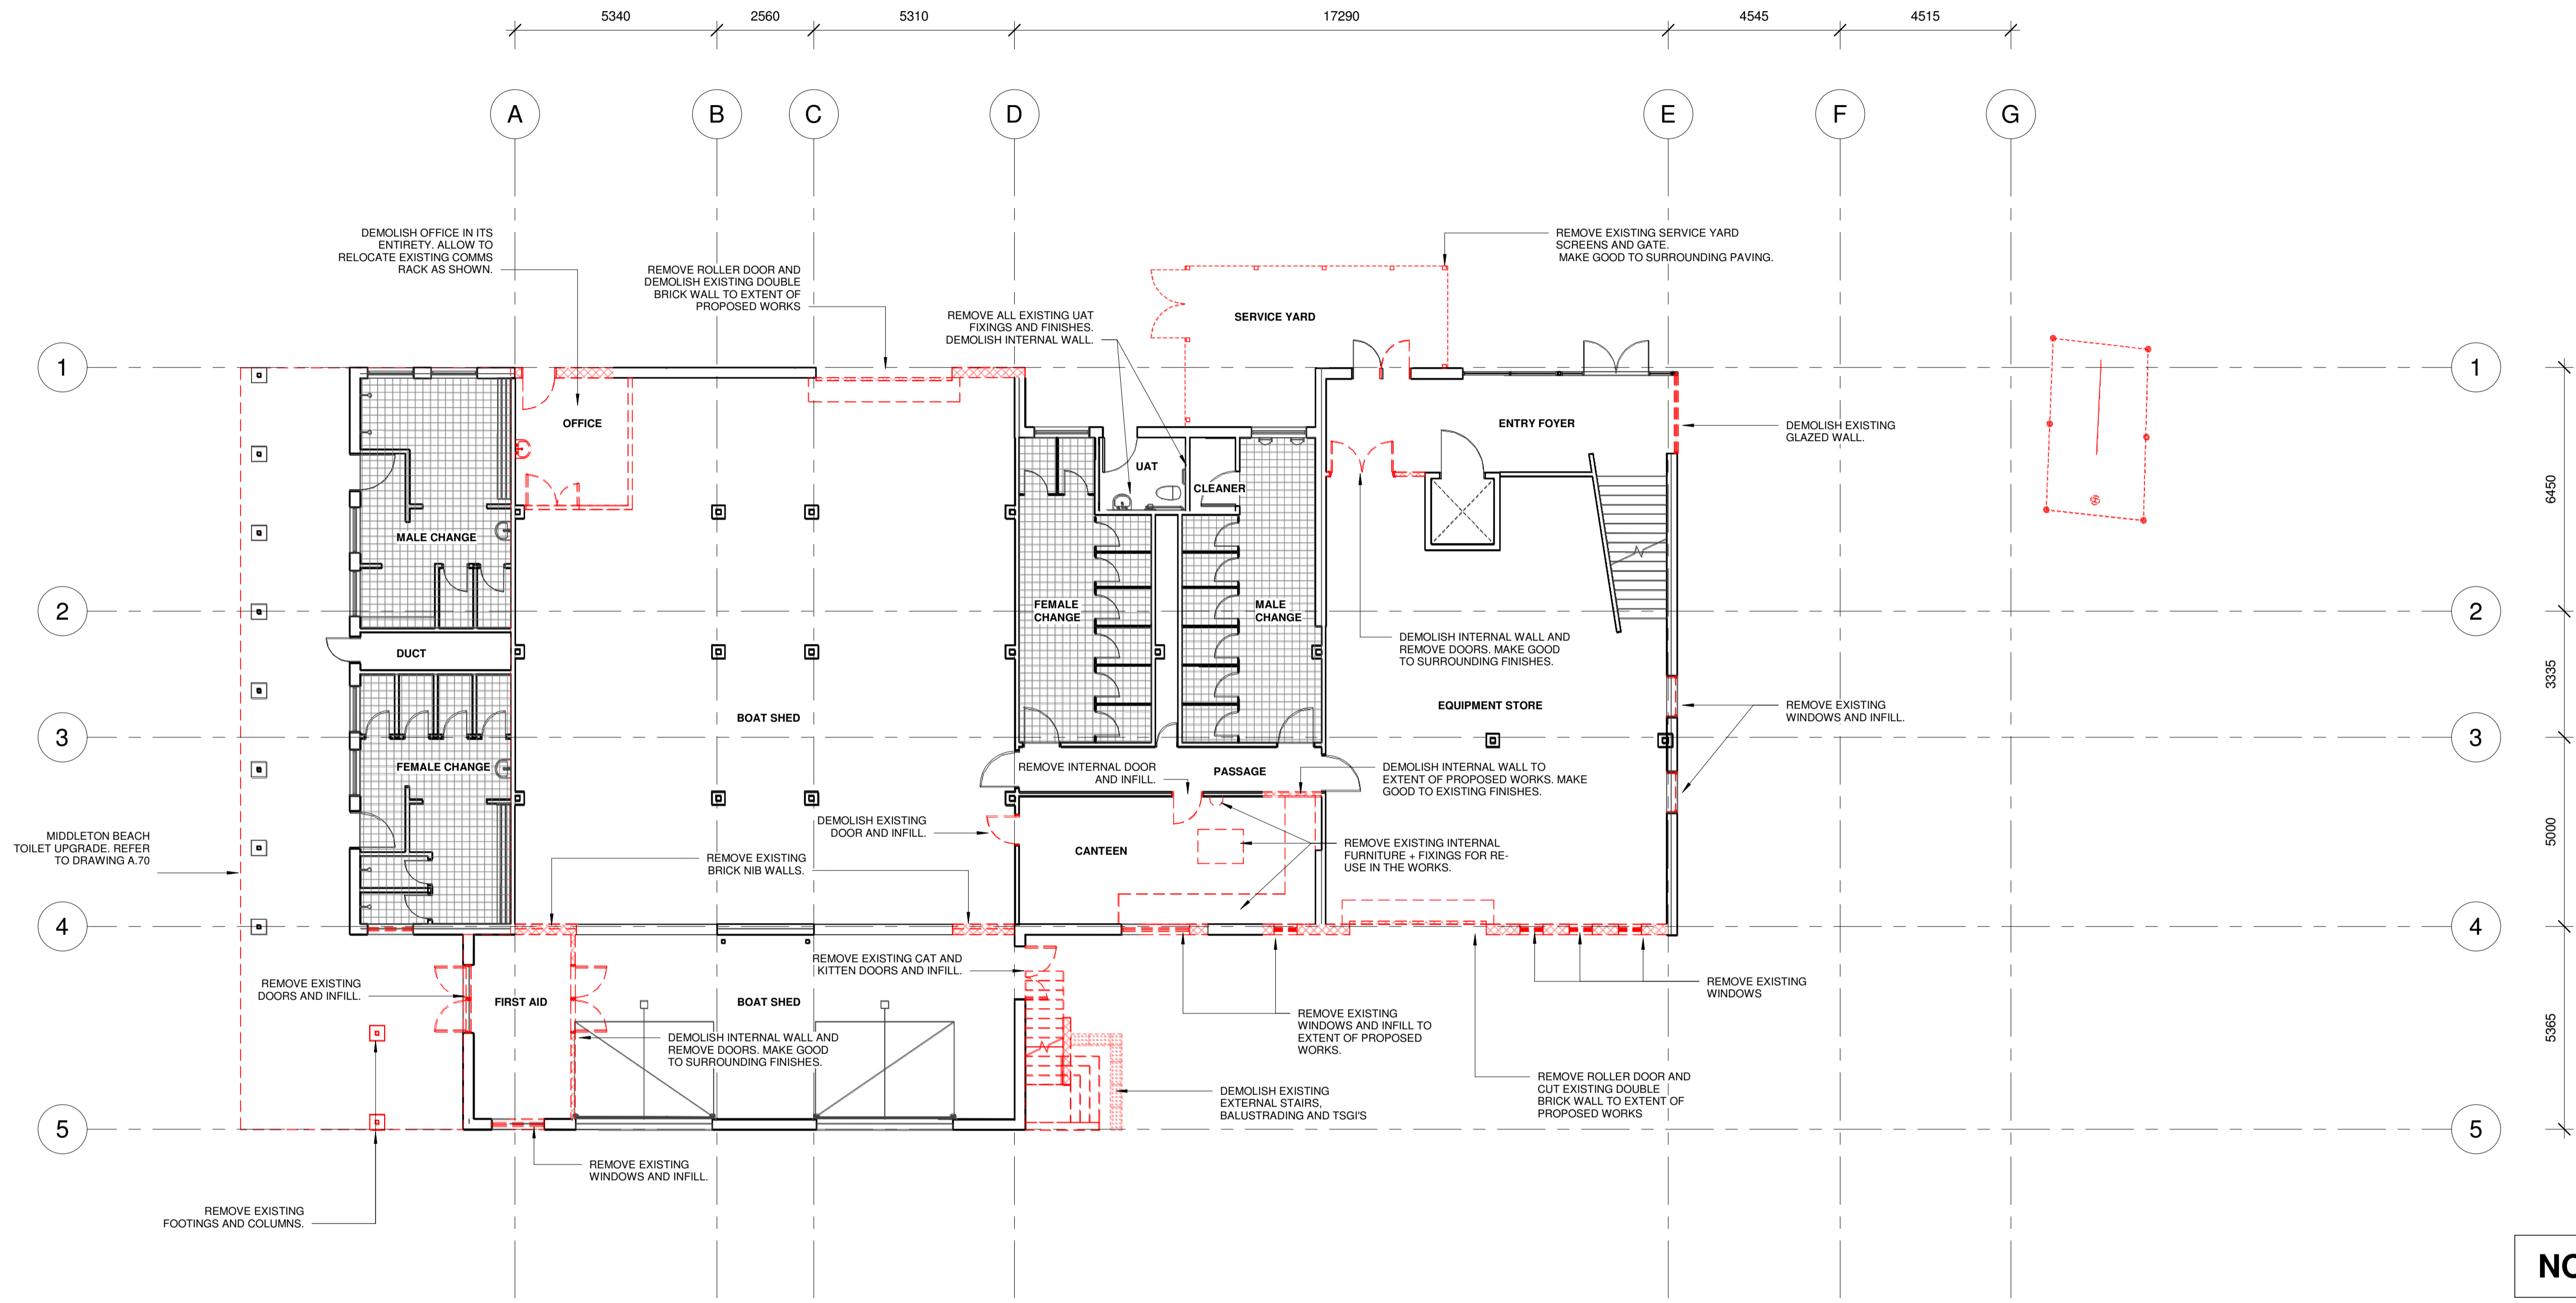 5340
2560
5310
17290
4545
4515
A
B
C
D
E
F
G
DEMOLISH OFFICE IN ITS
ENTIRETY. ALLOW TO
RELOCATE EXISTING COMMS
RACK AS SHOWN.
REMOVE ROLLER DOOR AND
DEMOLISH EXISTING DOUBLE
BRICK WALL TO EXTENT OF
PROPOSED WORKS
REMOVE ALL EXISTING UAT
FIXINGS AND FINISHES.
DEMOLISH INTERNAL WALL.
REMOVE EXISTING SERVICE YARD
SCREENS AND GATE.
MAKE GOOD TO SURROUNDING PAVING.
SERVICE YARD
1
1
OFFICE
ENTRY FOYER
DEMOLISH EXISTING
GLAZED WALL.
UAT
CLEANER
6450
MALE CHANGE
2
FEMALE
CHANGE
MALE
CHANGE
2
DEMOLISH INTERNAL WALL AND
REMOVE DOORS. MAKE GOOD
TO SURROUNDING FINISHES.
DUCT
3335
BOAT SHED
EQUIPMENT STORE
REMOVE EXISTING
WINDOWS AND INFILL.
3
3
FEMALE CHANGE
REMOVE INTERNAL DOOR
AND INFILL.
PASSAGE
DEMOLISH INTERNAL WALL TO
EXTENT OF PROPOSED WORKS. MAKE
GOOD TO EXISTING FINISHES.
MIDDLETON BEACH
TOILET UPGRADE. REFER
TO DRAWING A.70
DEMOLISH EXISTING
DOOR AND INFILL.
REMOVE EXISTING
BRICK NIB WALLS.
CANTEEN
REMOVE EXISTING INTERNAL
FURNITURE + FIXINGS FOR RE-
USE IN THE WORKS.
5000
4
4
REMOVE EXISTING CAT AND
KITTEN DOORS AND INFILL.
REMOVE EXISTING
DOORS AND INFILL.
FIRST AID
BOAT SHED
REMOVE EXISTING
WINDOWS
REMOVE EXISTING
WINDOWS AND INFILL TO
EXTENT OF PROPOSED
WORKS.
DEMOLISH INTERNAL WALL AND
REMOVE DOORS. MAKE GOOD
TO SURROUNDING FINISHES.
5365
DEMOLISH EXISTING
EXTERNAL STAIRS,
BALUSTRADING AND TSGI'S
REMOVE ROLLER DOOR AND
CUT EXISTING DOUBLE
BRICK WALL TO EXTENT OF
PROPOSED WORKS
5
5
REMOVE EXISTING
WINDOWS AND INFILL.
REMOVE EXISTING
FOOTINGS AND COLUMNS.